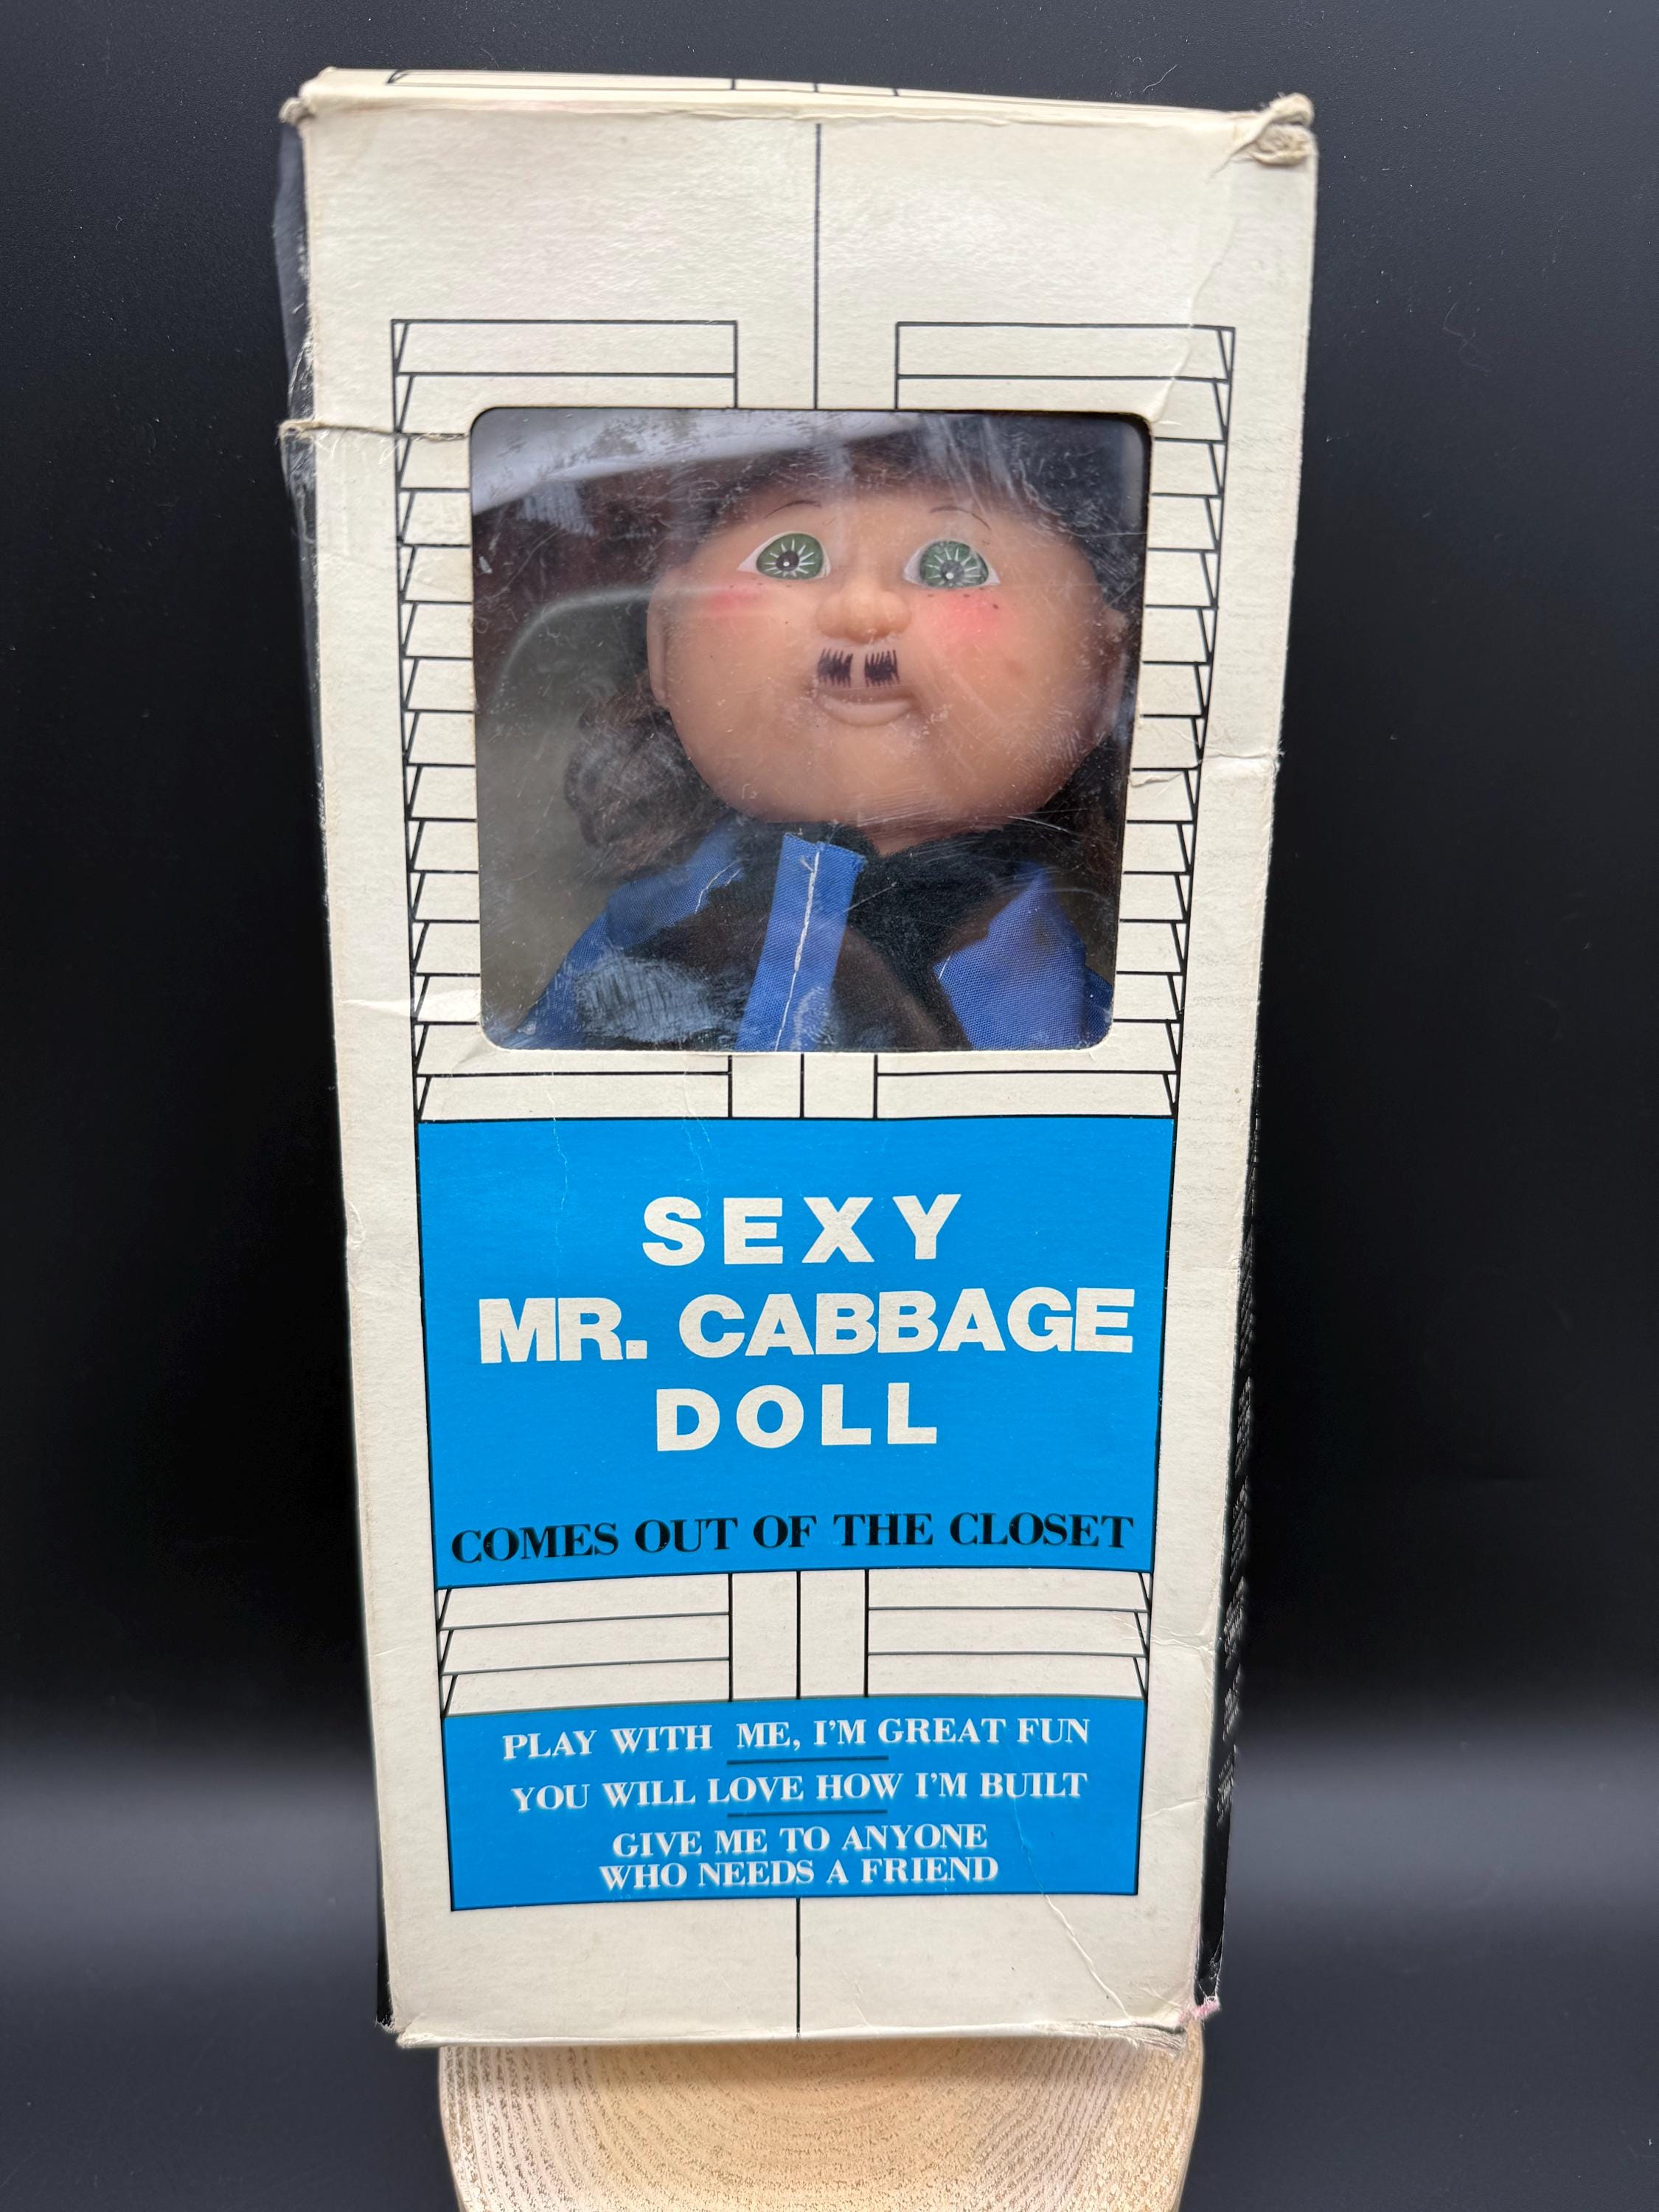 SEXY
MR. CABBAGE
DOLL
COMES OUT OF THE CLOSET
PLAY WITH ME, I'M GREAT FUN
YOU WILL LOVE HOW I'M BUILT
GIVE ME TO ANYONE
WHO NEEDS A FRIEND